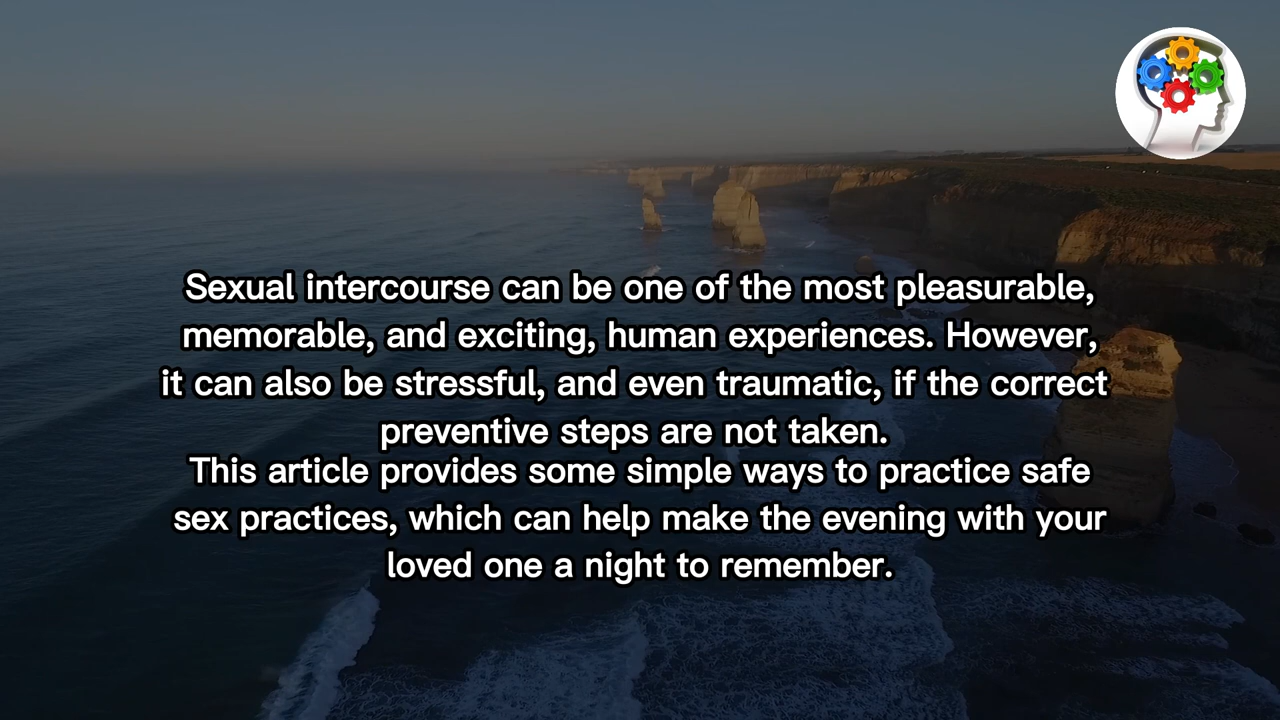 Sexual intercourse can be one of the most pleasurable,
memorable, and exciting, human experiences. However,
it can also be stressful, and even traumatic, if the correct
preventive steps are not taken.
This article provides some simple ways to practice safe
sex practices, which can help make the evening with your
loved one a night to remember.